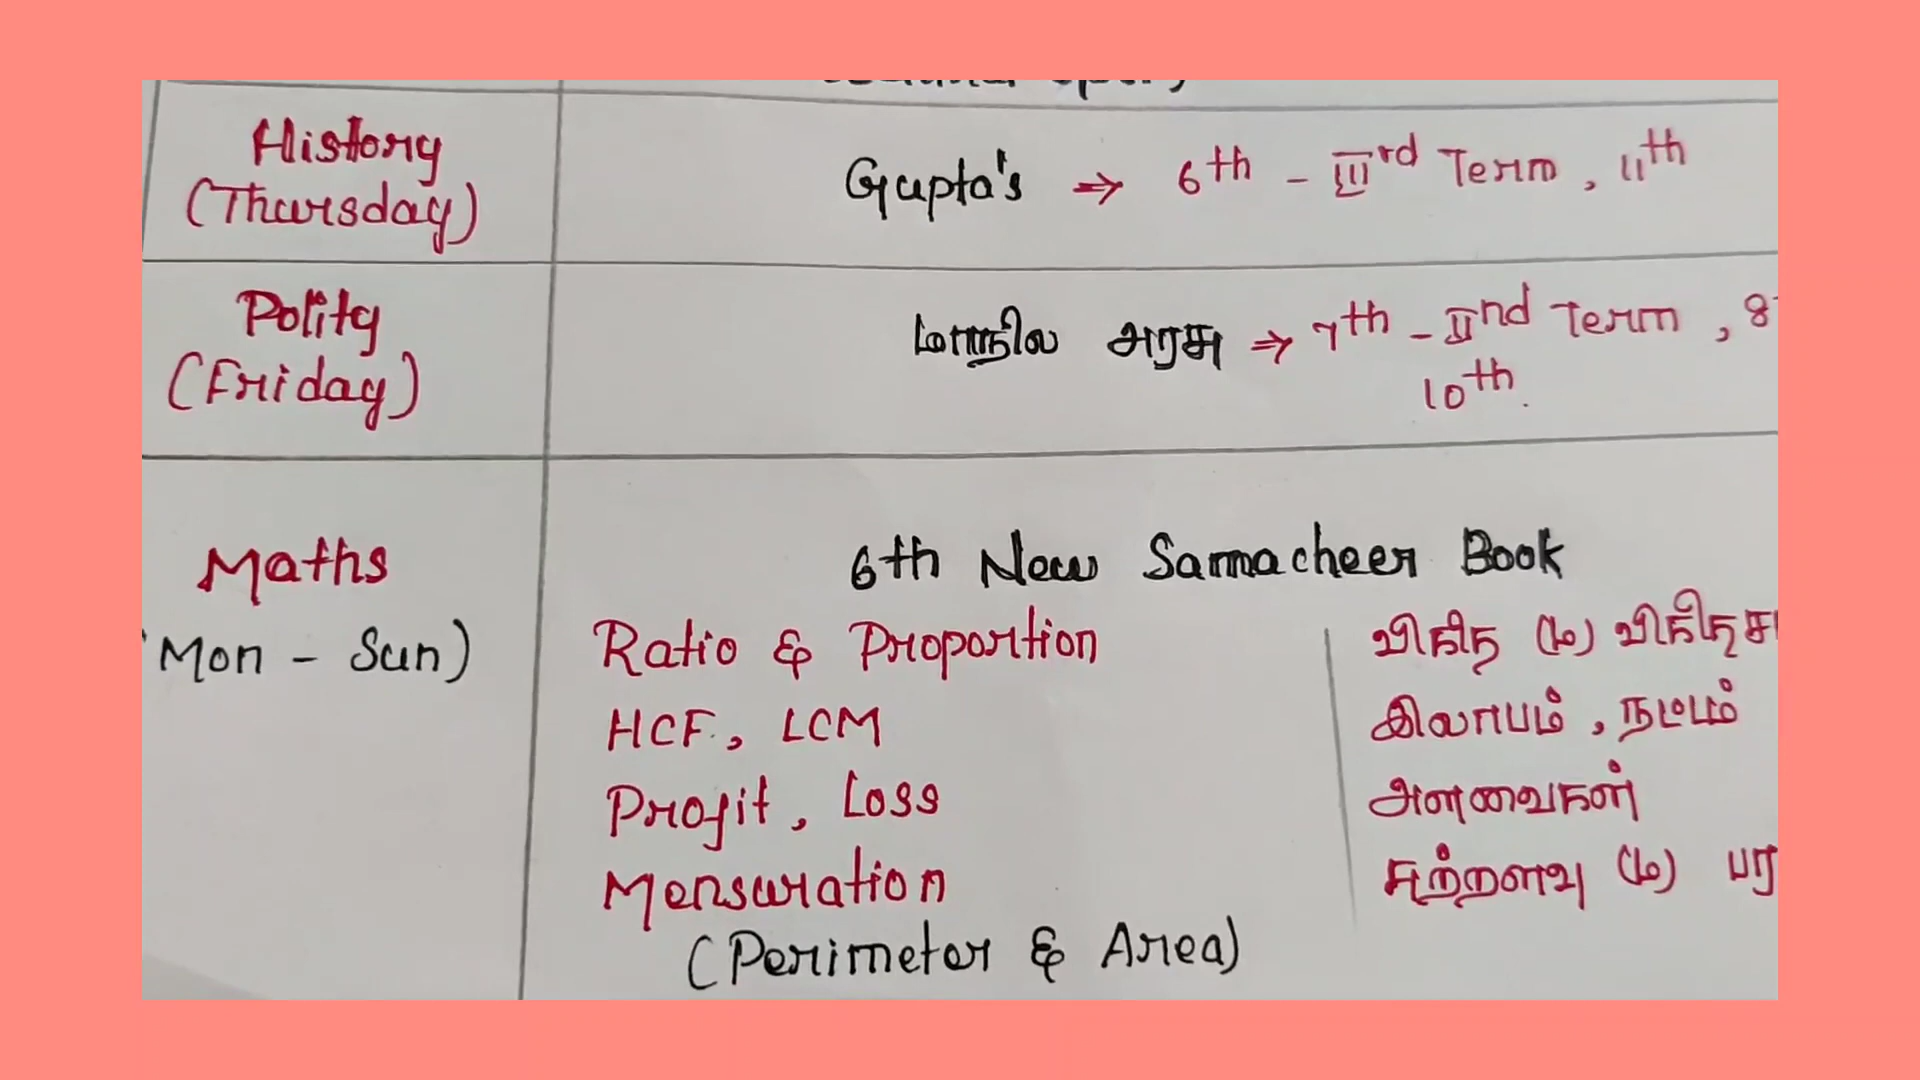 History
(Thursday)
Gupta's ⇒ 6th - IIIrd Term, 11th
Polity
(Friday)
மாநில அரசு ⇒ 7th - IInd Term, 8
10th.
Maths
(Mon - Sun)
6th New Samacheer Book
Ratio & Proportion
HCF, LCM
Profit, Loss
Mensuration
(Perimeter & Area)
விகித (ம) விகித
இலாபம், நட்டம்
அளவைகள்
சுற்றளவு (ம) பர